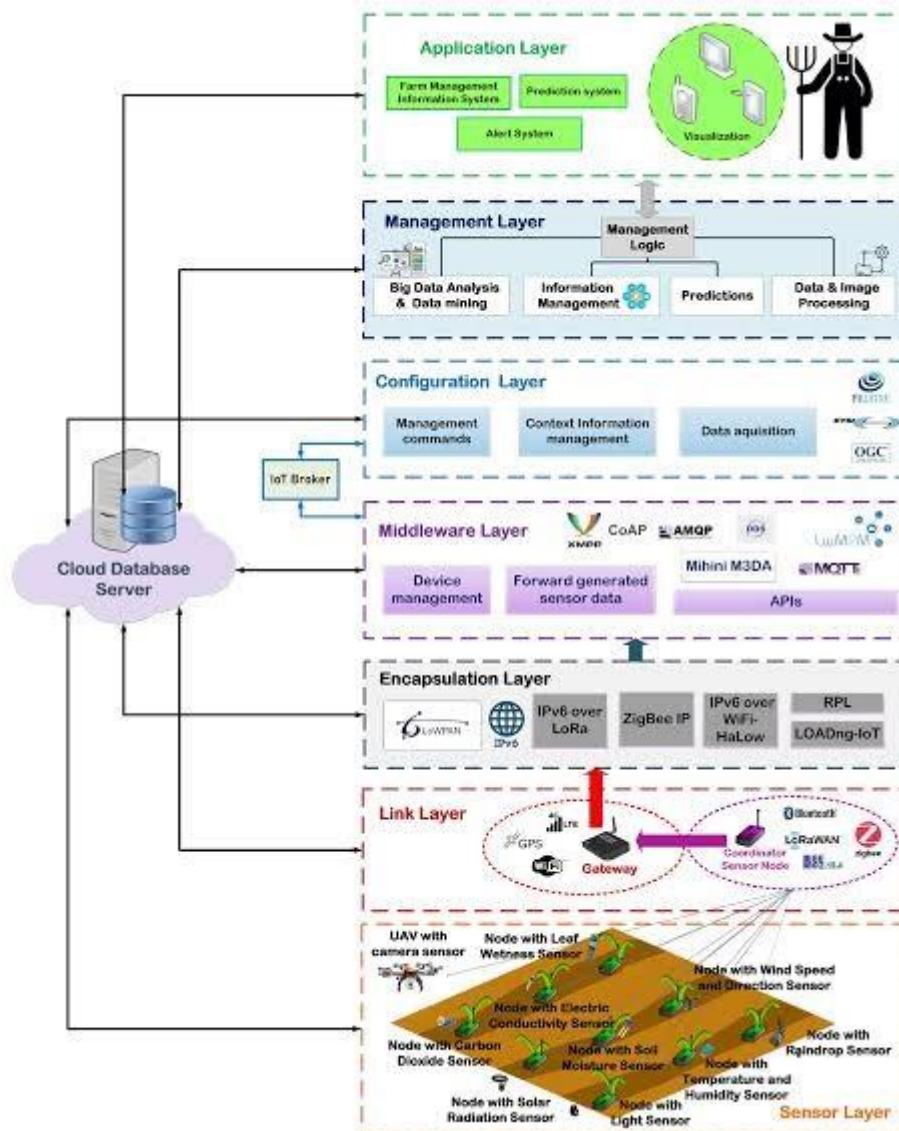 Application Layer
Farm Management
Information System
Prediction system
Alert System
Visualization
Management Layer
Management
Logic
Big Data Analysis
& Data mining
Information
Management
Predictions
Data & Image
Processing
Configuration Layer
Management
commands
Context Information
management
Data aquisition
OGC
IoT Broker
Cloud Database
Server
Middleware Layer
XMPP
CoAP
AMQP
Mihini M3DA
MQTT
Device
management
Forward generated
sensor data
APIs
Encapsulation Layer
6LoWPAN
IPv6
IPv6 over
LoRa
ZigBee IP
IPv6 over
WiFi-
HaLow
RPL
LOADng-IoT
Link Layer
4G LTE
GPS
WiFi
Gateway
Coordinator
Sensor Node
Bluetooth
LoRaWAN
zigbee
UAV with
camera sensor
Node with Leaf
Wetness Sensor
Node with Wind Speed
and Direction Sensor
Node with Electric
Conductivity Sensor
Node with Carbon
Dioxide Sensor
Node with Soil
Moisture Sensor
Node with
Raindrop Sensor
Node with
Temperature and
Humidity Sensor
Node with Solar
Radiation Sensor
Node with
Light Sensor
Sensor Layer